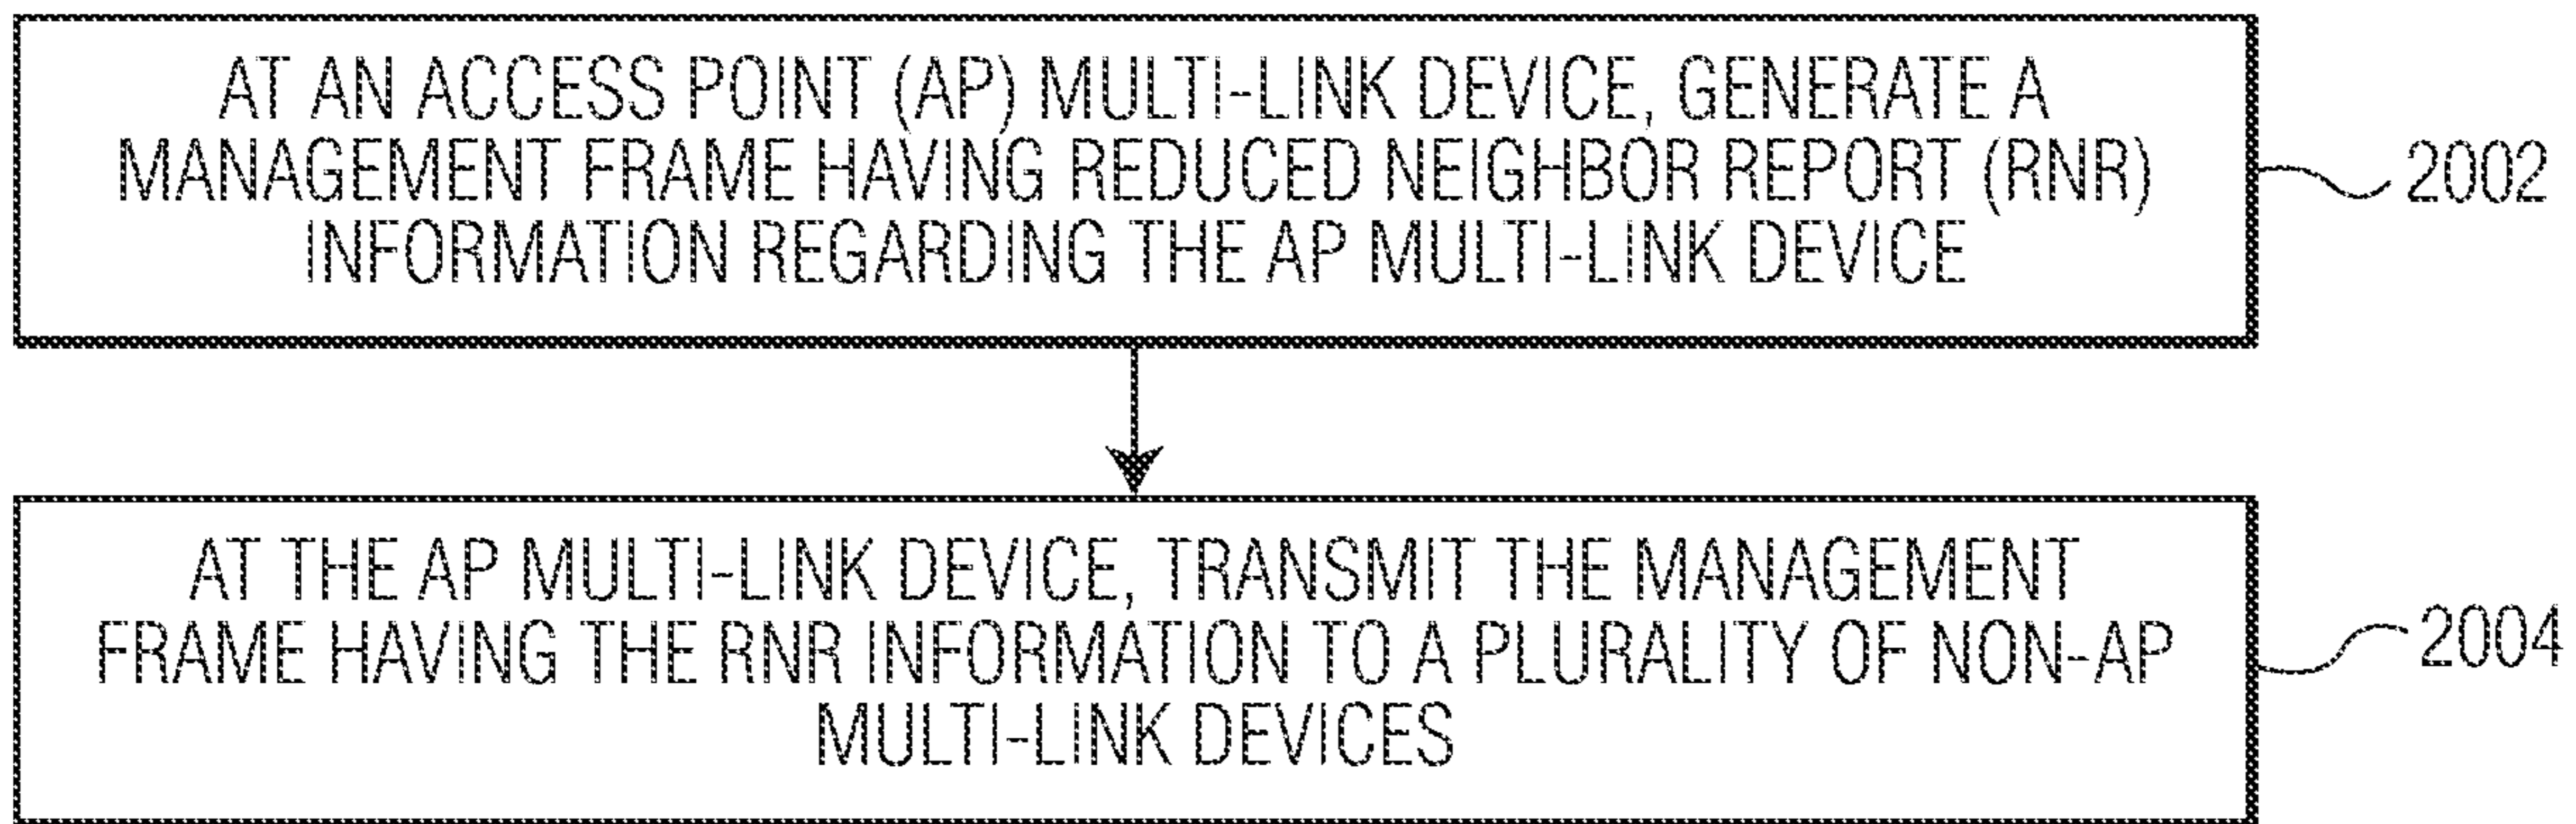 AT AN ACCESS POINT (AP) MULTI-LINK DEVICE, GENERATE A
MANAGEMENT FRAME HAVING REDUCED NEIGHBOR REPORT (RNR)
INFORMATION REGARDING THE AP MULTI-LINK DEVICE
2002
AT THE AP MULTI-LINK DEVICE, TRANSMIT THE MANAGEMENT
FRAME HAVING THE RNR INFORMATION TO A PLURALITY OF NON-AP
MULTI-LINK DEVICES
2004